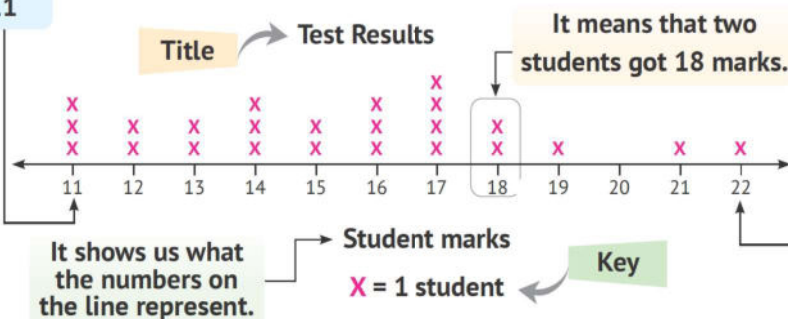 Title
Test Results
It means that two
students got 18 marks.
X
X X X
X X X X X X X X
X X X X X X X X X X X
11 12 13 14 15 16 17 18 19 20 21 22
It shows us what
the numbers on
the line represent.
Student marks
X = 1 student
Key